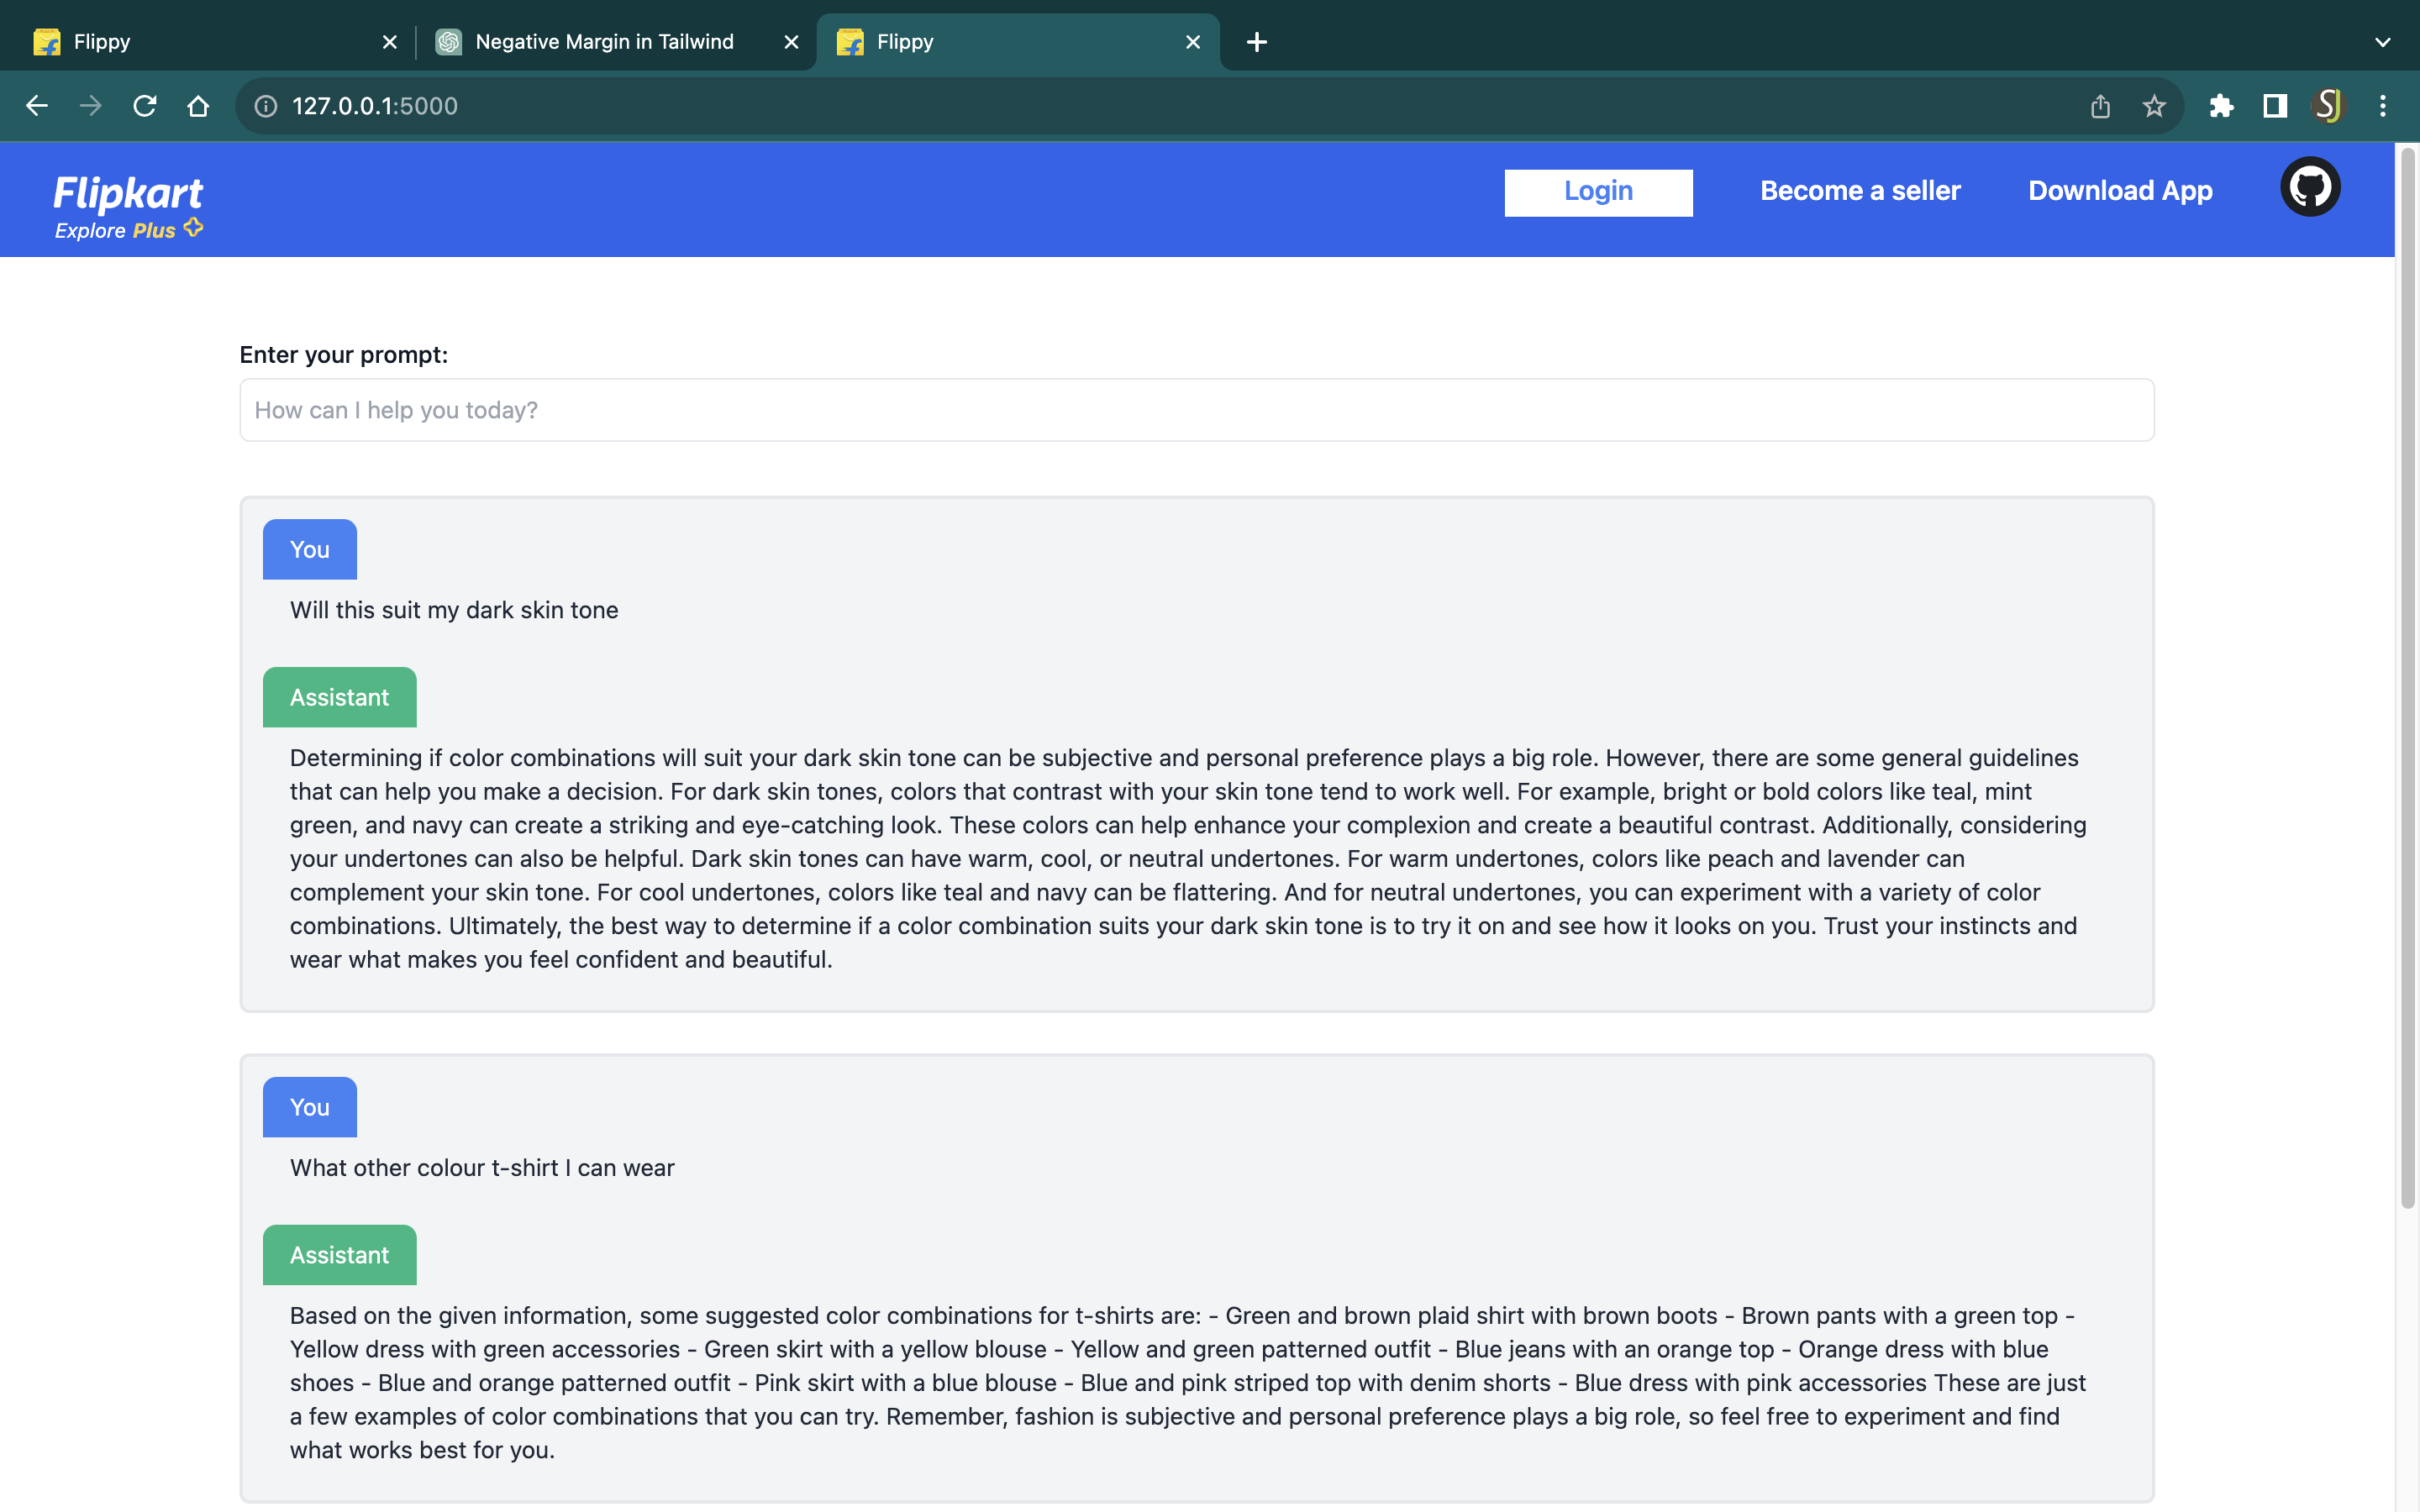 Flippy
Negative Margin in Tailwind
Flippy
127.0.0.1:5000
SJ
Flipkart
Explore Plus
Login
Become a seller
Download App
Enter your prompt:
How can I help you today?
You
Will this suit my dark skin tone
Assistant
Determining if color combinations will suit your dark skin tone can be subjective and personal preference plays a big role. However, there are some general guidelines
that can help you make a decision. For dark skin tones, colors that contrast with your skin tone tend to work well. For example, bright or bold colors like teal, mint
green, and navy can create a striking and eye-catching look. These colors can help enhance your complexion and create a beautiful contrast. Additionally, considering
your undertones can also be helpful. Dark skin tones can have warm, cool, or neutral undertones. For warm undertones, colors like peach and lavender can
complement your skin tone. For cool undertones, colors like teal and navy can be flattering. And for neutral undertones, you can experiment with a variety of color
combinations. Ultimately, the best way to determine if a color combination suits your dark skin tone is to try it on and see how it looks on you. Trust your instincts and
wear what makes you feel confident and beautiful.
You
What other colour t-shirt I can wear
Assistant
Based on the given information, some suggested color combinations for t-shirts are: - Green and brown plaid shirt with brown boots - Brown pants with a green top -
Yellow dress with green accessories - Green skirt with a yellow blouse - Yellow and green patterned outfit - Blue jeans with an orange top - Orange dress with blue
shoes - Blue and orange patterned outfit - Pink skirt with a blue blouse - Blue and pink striped top with denim shorts - Blue dress with pink accessories These are just
a few examples of color combinations that you can try. Remember, fashion is subjective and personal preference plays a big role, so feel free to experiment and find
what works best for you.